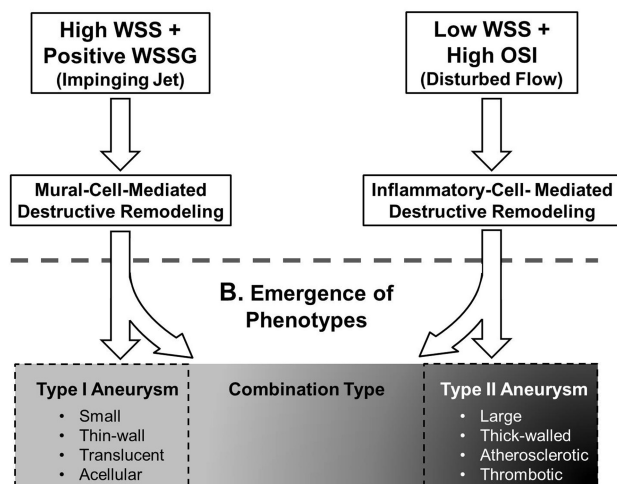 High WSS +
Positive WSSG
(Impinging Jet)
Low WSS +
High OSI
(Disturbed Flow)
Mural-Cell-Mediated
Destructive Remodeling
Inflammatory-Cell- Mediated
Destructive Remodeling
B. Emergence of
Phenotypes
Type I Aneurysm
• Small
• Thin-wall
• Translucent
• Acellular
Combination Type
Type II Aneurysm
• Large
• Thick-walled
• Atherosclerotic
• Thrombotic